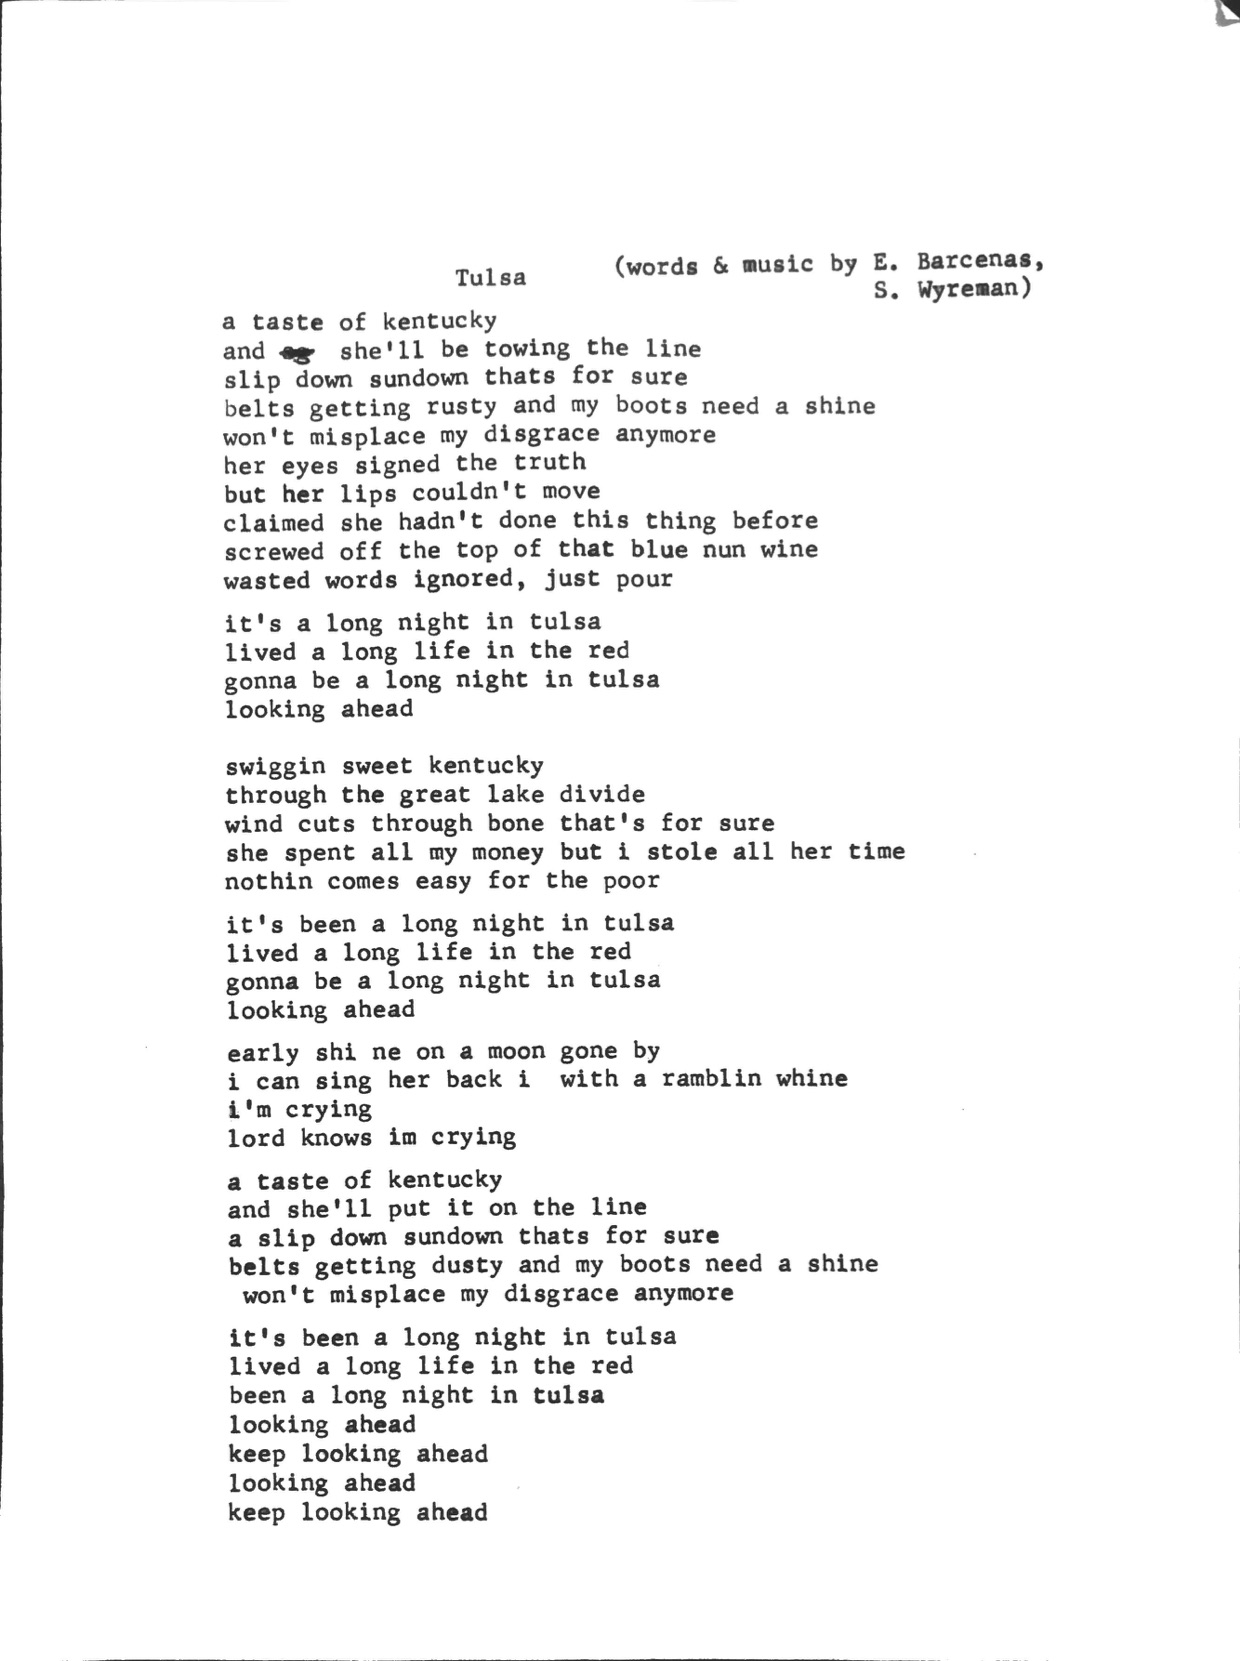 Tulsa (words & music by E. Barcenas,
S. Wyreman)
a taste of kentucky
and she'll be towing the line
slip down sundown thats for sure
belts getting rusty and my boots need a shine
won't misplace my disgrace anymore
her eyes signed the truth
but her lips couldn't move
claimed she hadn't done this thing before
screwed off the top of that blue nun wine
wasted words ignored, just pour
it's a long night in tulsa
lived a long life in the red
gonna be a long night in tulsa
looking ahead
swiggin sweet kentucky
through the great lake divide
wind cuts through bone that's for sure
she spent all my money but i stole all her time
nothin comes easy for the poor
it's been a long night in tulsa
lived a long life in the red
gonna be a long night in tulsa
looking ahead
early shi ne on a moon gone by
i can sing her back i  with a ramblin whine
i'm crying
lord knows im crying
a taste of kentucky
and she'll put it on the line
a slip down sundown thats for sure
belts getting dusty and my boots need a shine
won't misplace my disgrace anymore
it's been a long night in tulsa
lived a long life in the red
been a long night in tulsa
looking ahead
keep looking ahead
looking ahead
keep looking ahead